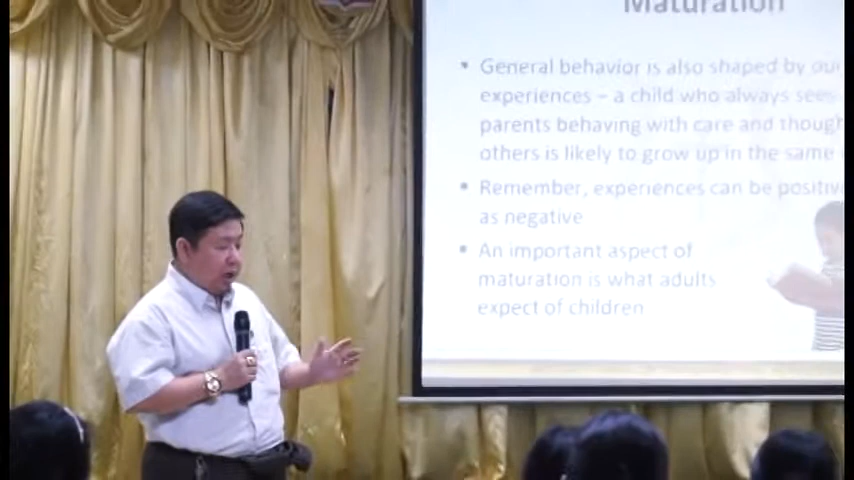 Maturation
• General behavior is also shaped by our
experiences – a child who always sees
parents behaving with care and
others is likely to grow up in the same
• Remember, experiences can be positive
as negative
• An important aspect of
maturation is what adults
expect of children